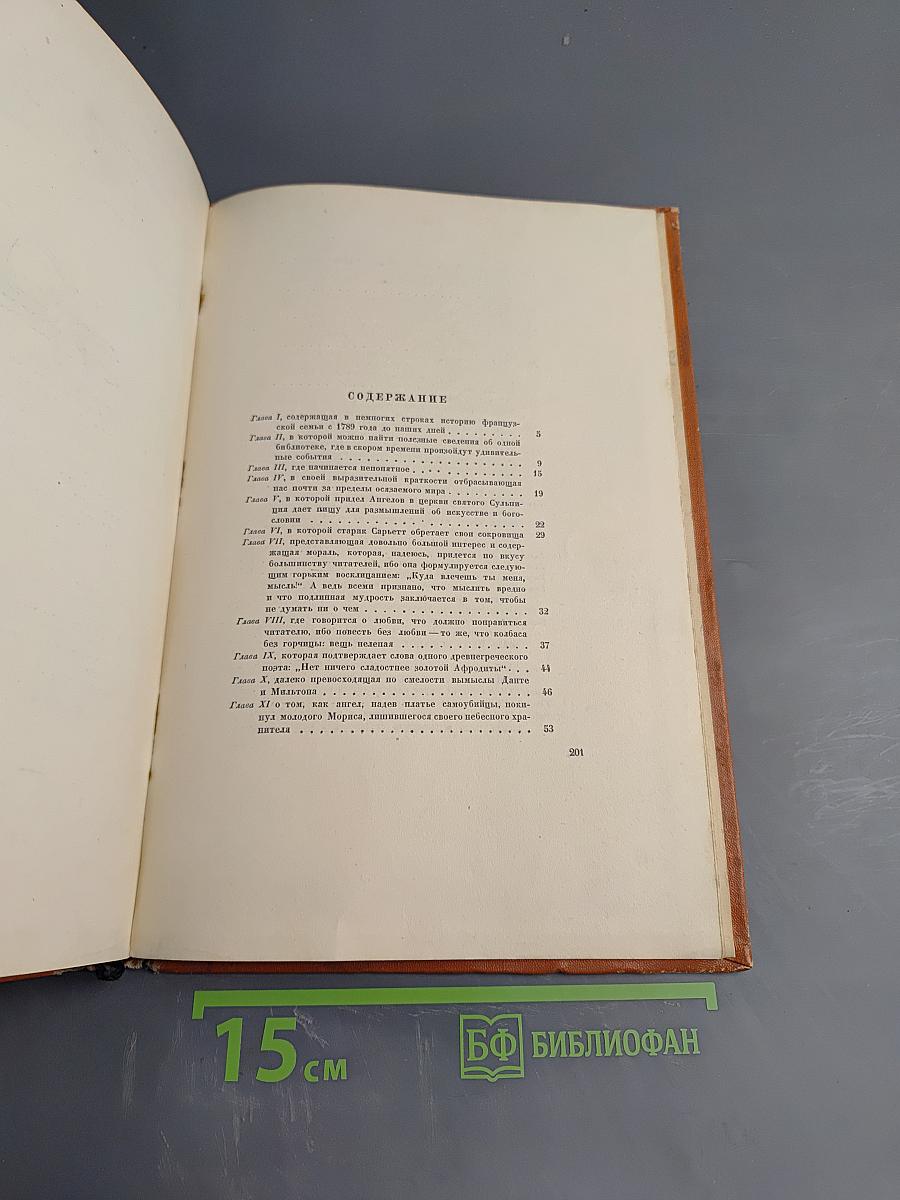 СОДЕРЖАНИЕ
Глава I, содержащая в немногих строках историю француз-
ской семьи с 1789 года до наших дней . . . . . . . . . 5
Глава II, в которой можно найти полезные сведения об одной
библиотеке, где в скором времени произойдут удивитель-
ные события . . . . . . . . . . . . . . . . . . . 9
Глава III, где начинается непонятное . . . . . . . . . . . 15
Глава IV, в своей выразительной краткости отбрасывающая
нас почти за пределы осязаемого мира . . . . . . . . 19
Глава V, в которой придел Ангелов в церкви святого Сульпи-
ция дает пищу для размышлений об искусстве и бого-
словии . . . . . . . . . . . . . . . . . . . . . . 22
Глава VI, в которой старик Сарьетт обретает свои сокровища 29
Глава VII, представляющая довольно большой интерес и содер-
жащая мораль, которая, надеюсь, придется по вкусу
большинству читателей, ибо она формулируется следую-
щим горьким восклицанием: „Куда влечешь ты меня,
мысль!“ А ведь всеми признано, что мыслить вредно
и что подлинная мудрость заключается в том, чтобы
не думать ни о чем . . . . . . . . . . . . . . . . . 32
Глава VIII, где говорится о любви, что должно понравиться
читателю, ибо повесть без любви — то же, что колбаса
без горчицы: вещь нелепая . . . . . . . . . . . . . . 37
Глава IX, которая подтверждает слова одного древнегреческого
поэта: „Нет ничего сладостнее золотой Афродиты“. . . 44
Глава X, далеко превосходящая по смелости вымыслы Данте
и Мильтона . . . . . . . . . . . . . . . . . . . . 46
Глава XI о том, как ангел, надев платье самоубийцы, поки-
нул молодого Мориса, лишившегося своего небесного хра-
нителя . . . . . . . . . . . . . . . . . . . . . . 53
201
15 см
БФ БИБЛИОФАН